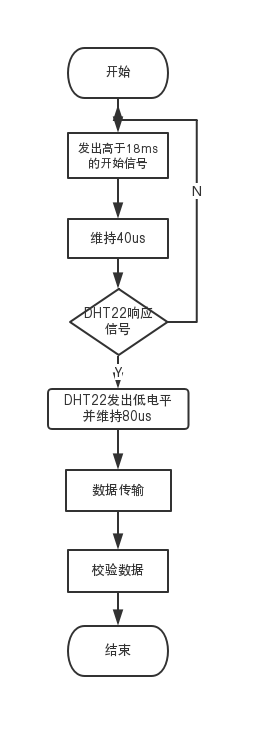 开始
发出高于18ms
的开始信号
N
维持40us
DHT22响应
信号
Y
DHT22发出低电平
并维持80us
数据传输
校验数据
结束